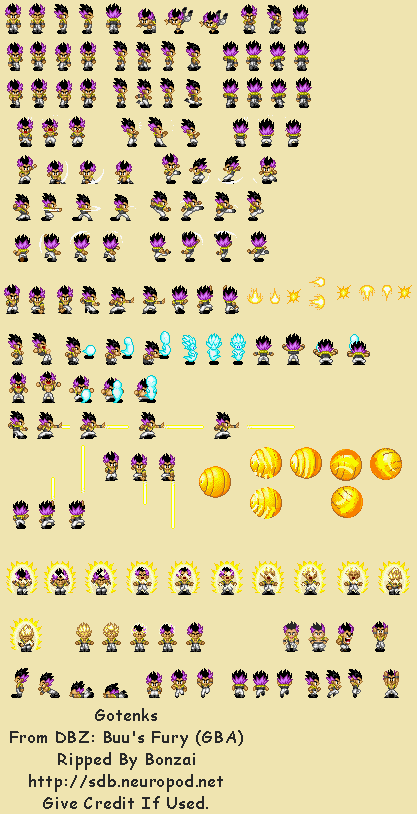 Gotenks
From DBZ: Buu's Fury (GBA)
Ripped By Bonzai
http://sdb.neuropod.net
Give Credit If Used.